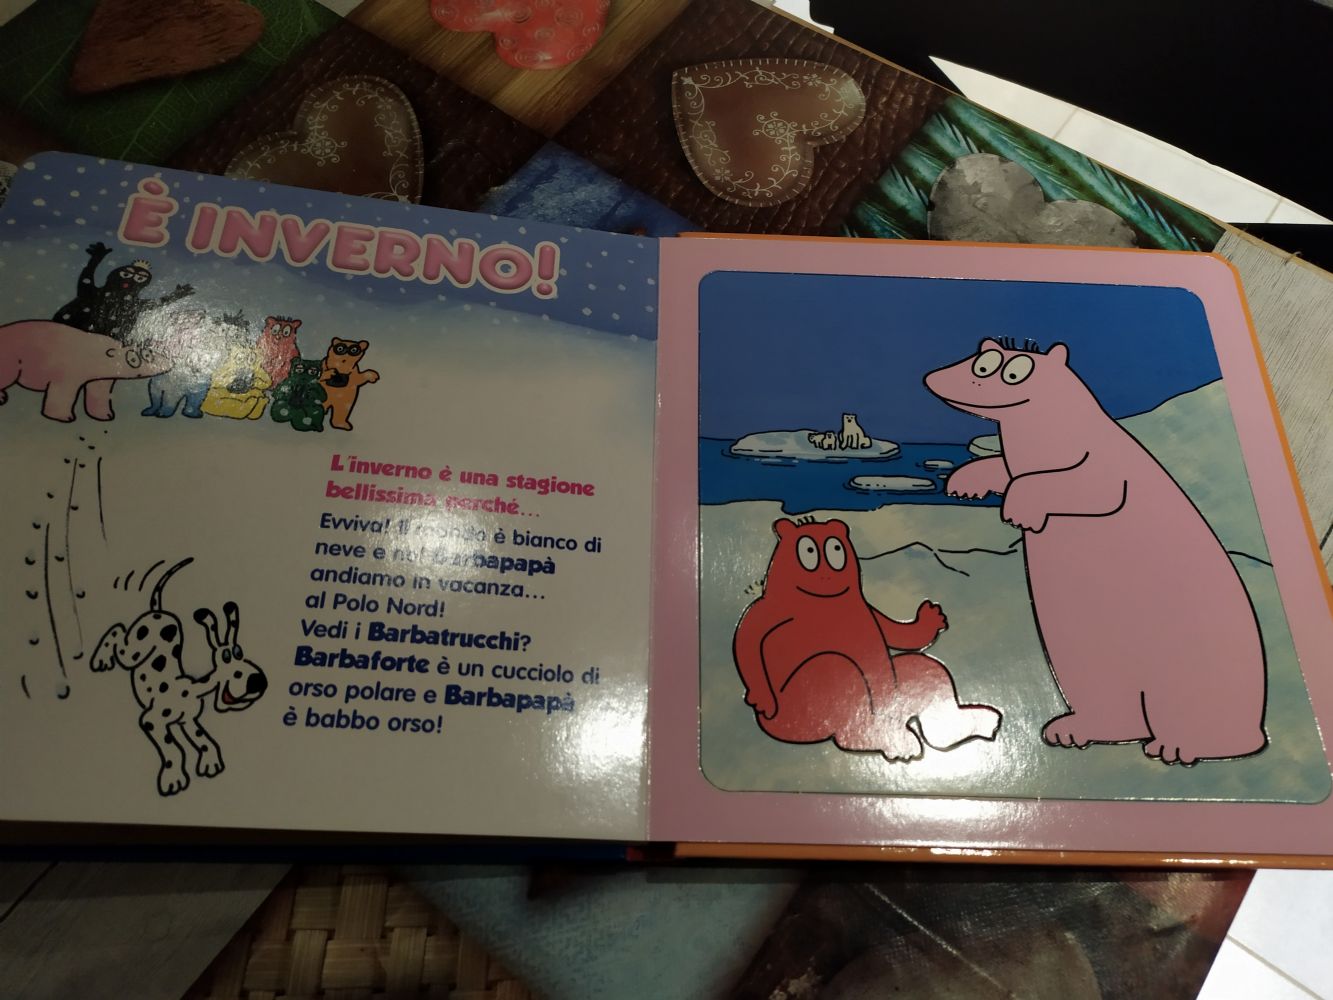 È INVERNO!
L'inverno è una stagione
bellissima perché...
Evviva! Il mondo è bianco di
neve e noi Barbapapà
andiamo in vacanza...
al Polo Nord!
Vedi i Barbatrucchi?
Barbaforte è un cucciolo di
orso polare e Barbapapà
è babbo orso!